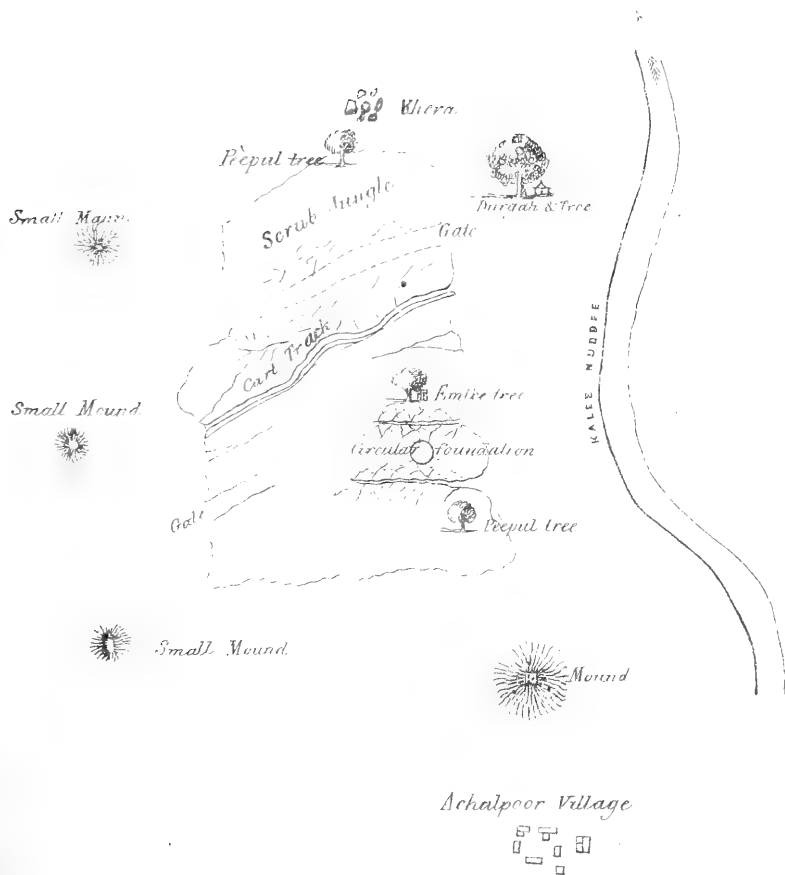 Khera
Peepul tree
Durgah & Tree
Small Moun
Scrub Jungle
Gate
Cart Track
KALEE NUDDEE
Emlee tree
Small Mound
Circular foundation
Gate
Peepul tree
Small Mound
Mound
Achalpoor Village